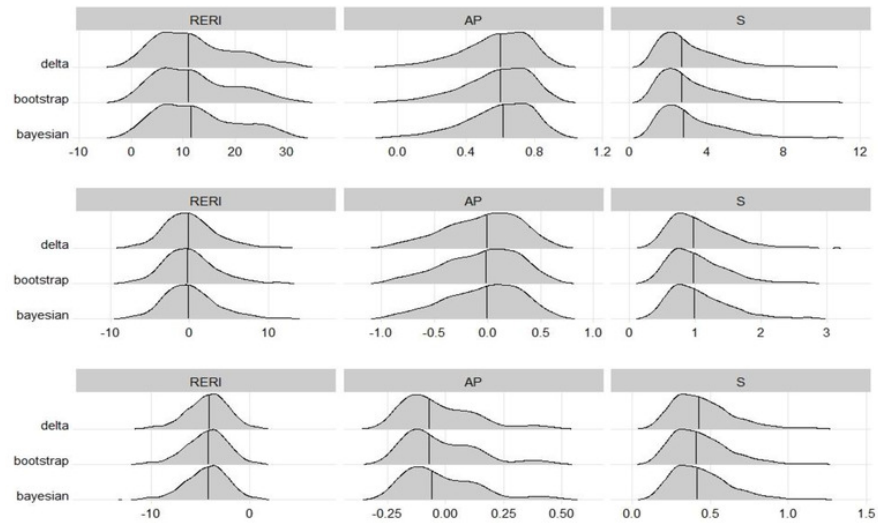 RERI AP S
delta
bootstrap
bayesian
-10 0 10 20 30 0.0 0.4 0.8 1.2 0 4 8 12
RERI AP S
delta
bootstrap
bayesian
-10 0 10 -1.0 -0.5 0.0 0.5 1.0 0 1 2 3
RERI AP S
delta
bootstrap
bayesian
-10 0 -0.25 0.00 0.25 0.50 0.0 0.5 1.0 1.5